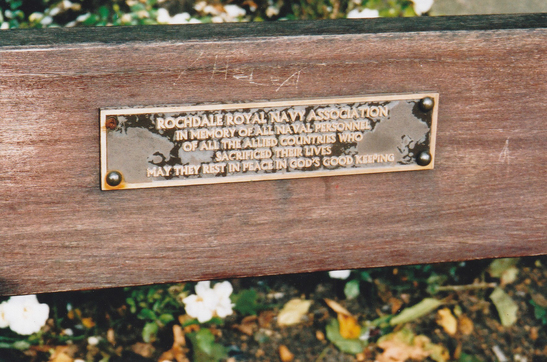 ROCHDALE ROYAL NAVY ASSOCIATION
IN MEMORY OF ALL NAVAL PERSONNEL
OF ALL THE ALLIED COUNTRIES WHO
SACRIFICED THEIR LIVES
MAY THEY REST IN PEACE IN GOD'S GOOD KEEPING